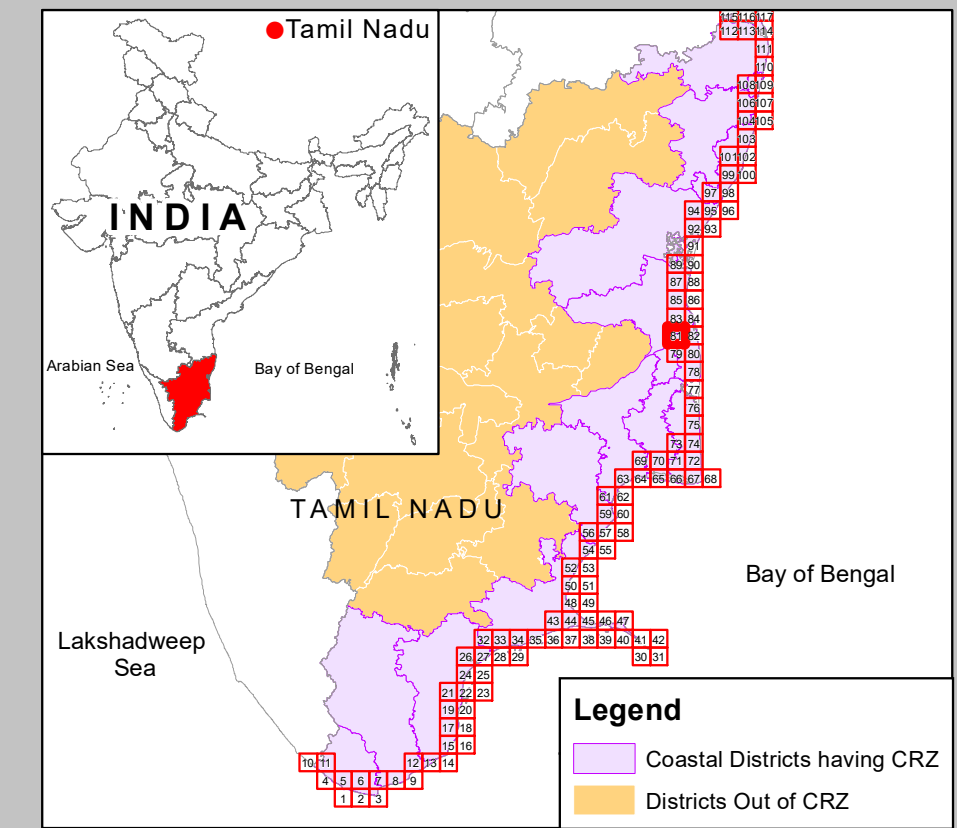 Tamil Nadu
INDIA
Arabian Sea
Bay of Bengal
115 116 117
112 113 114
111
110
108 109
106 107
104 105
103
101 102
99 100
97 98
94 95 96
92 93
91
89 90
87 88
85 86
83 84
81 82
79 80
78
77
76
75
73 74
69 70 71 72
63 64 65 66 67 68
61 62
TAMIL NADU
59 60
56 57 58
54 55
52 53
Bay of Bengal
50 51
48 49
43 44 45 46 47
32 33 34 35 36 37 38 39 40 41 42
Lakshadweep
Sea
26 27 28 29
30 31
24 25
21 22 23
19 20
17 18
15 16
10 11
12 13 14
4 5 6 7 8 9
1 2 3
Legend
Coastal Districts having CRZ
Districts Out of CRZ